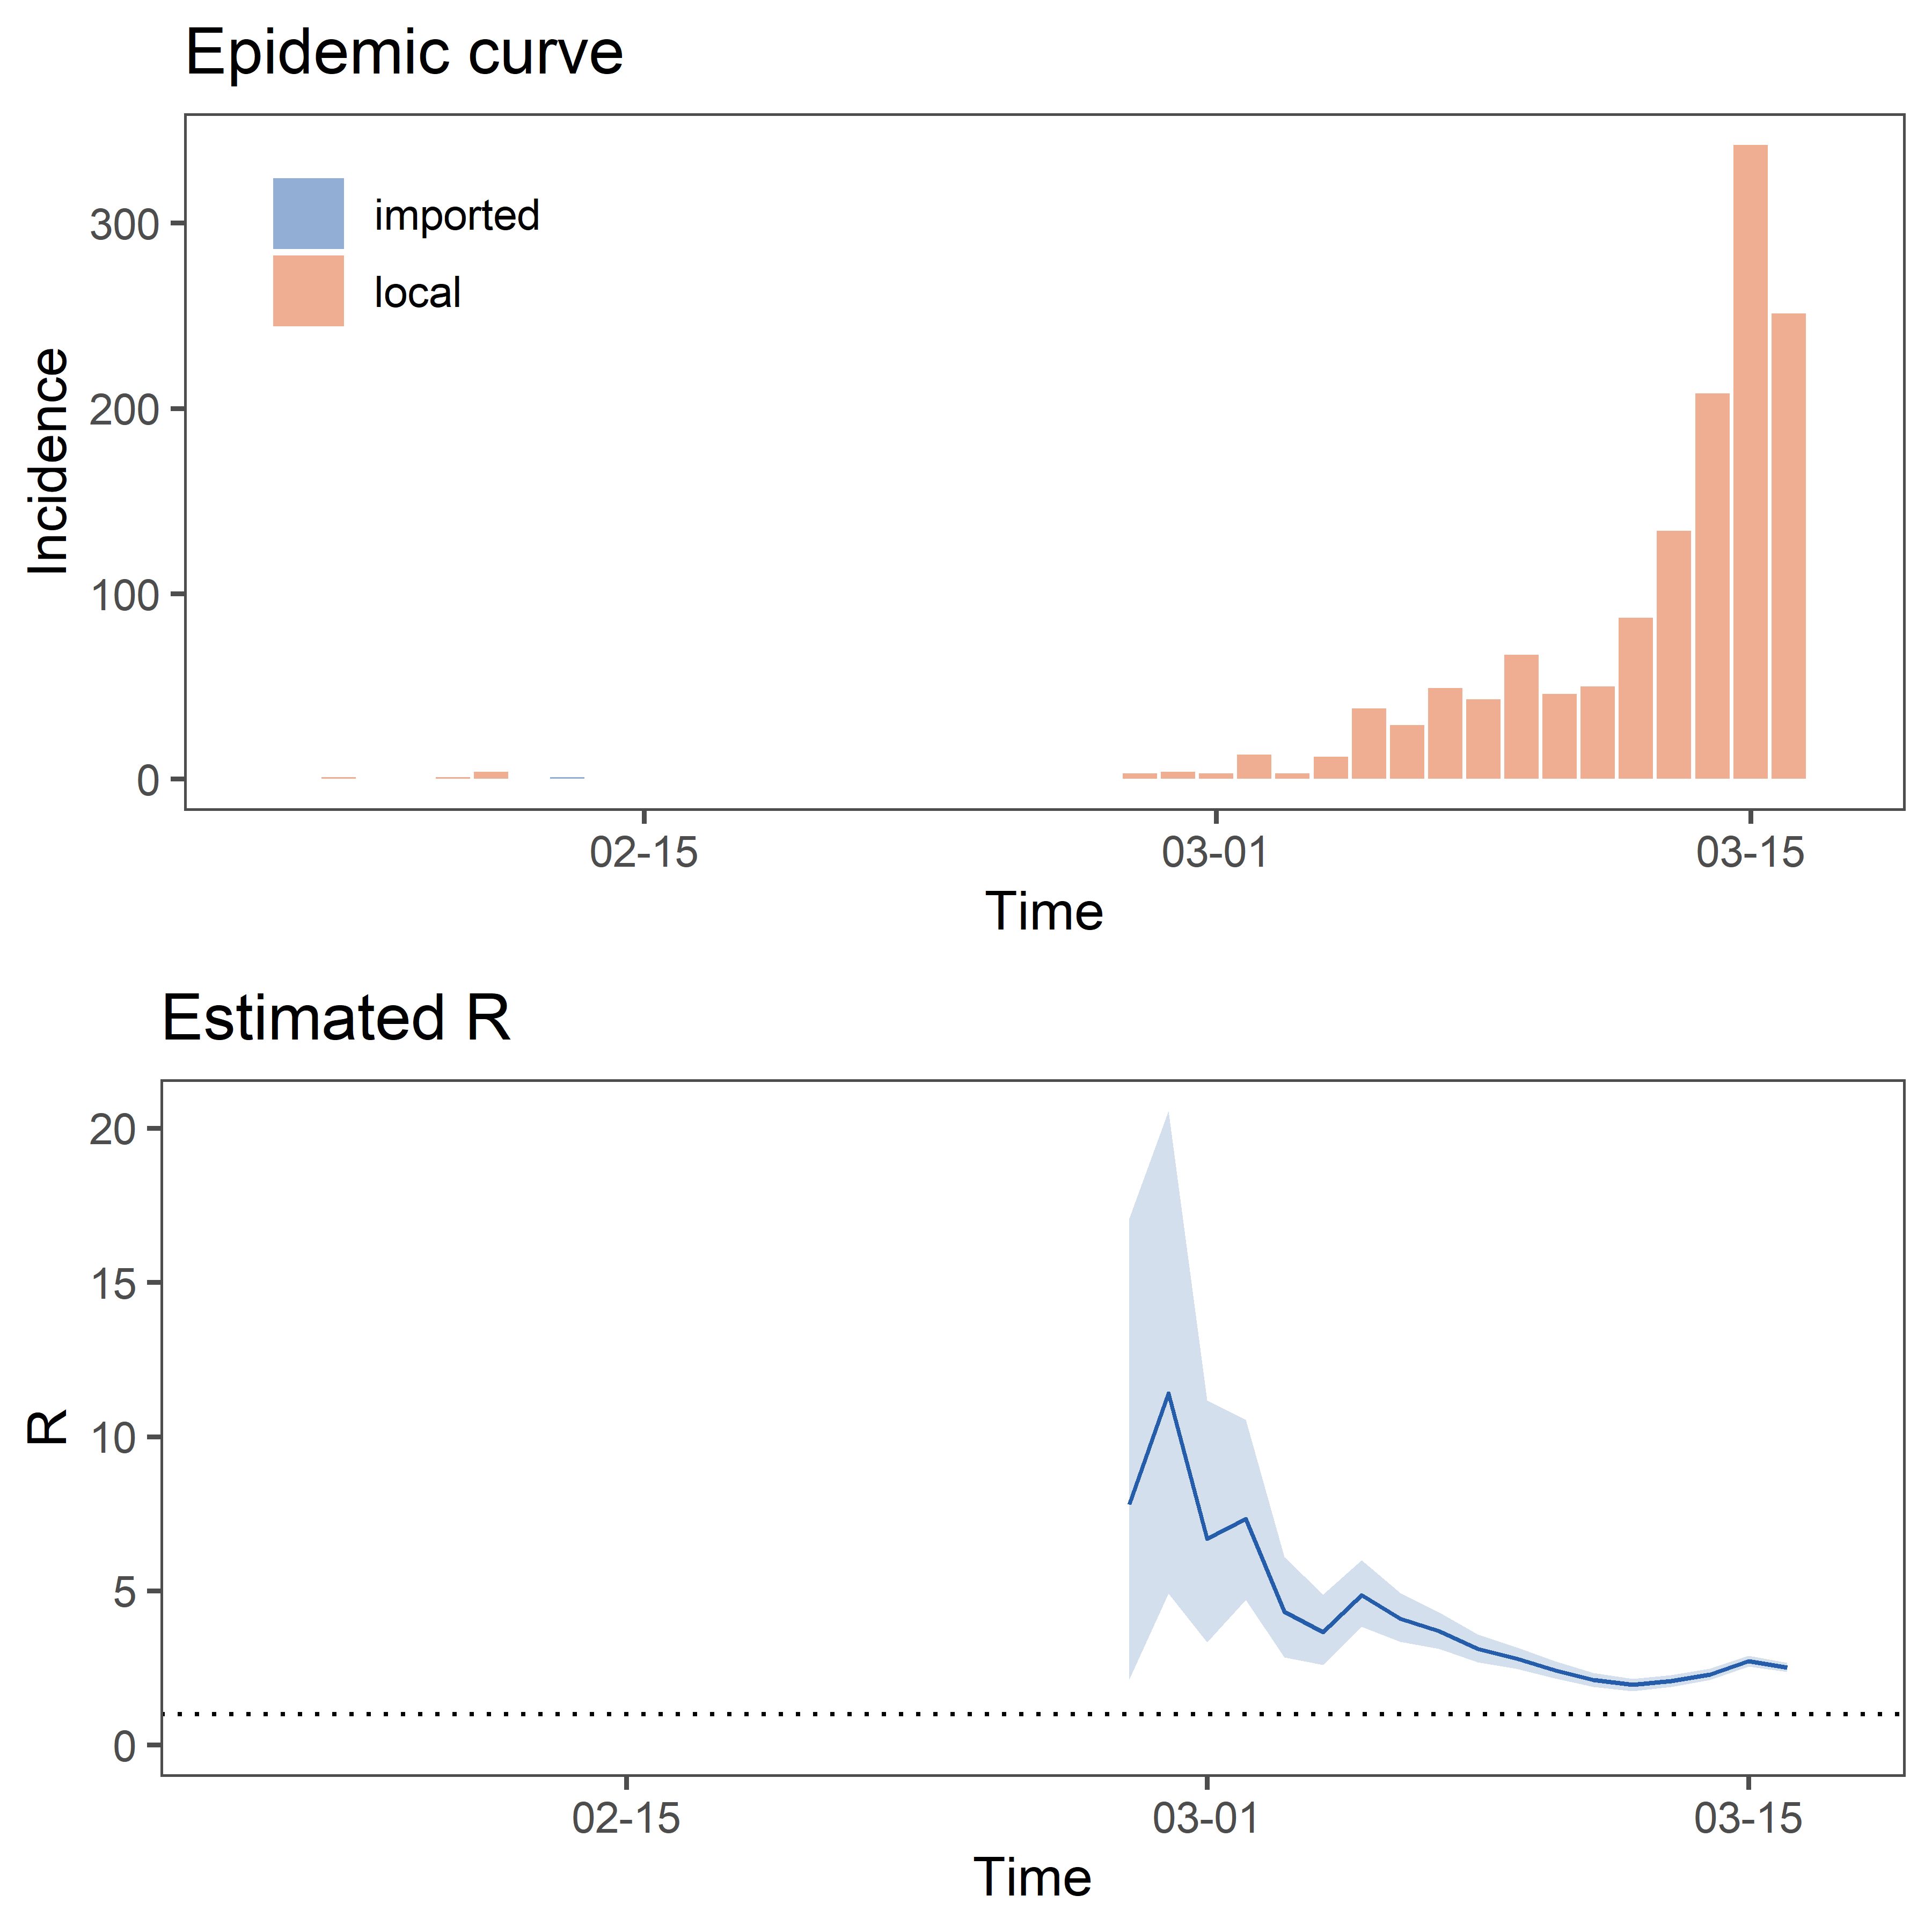 Epidemic curve
imported
local
Incidence
300
200
100
0
02-15 03-01 03-15
Time
Estimated R
R
20
15
10
5
0
02-15 03-01 03-15
Time